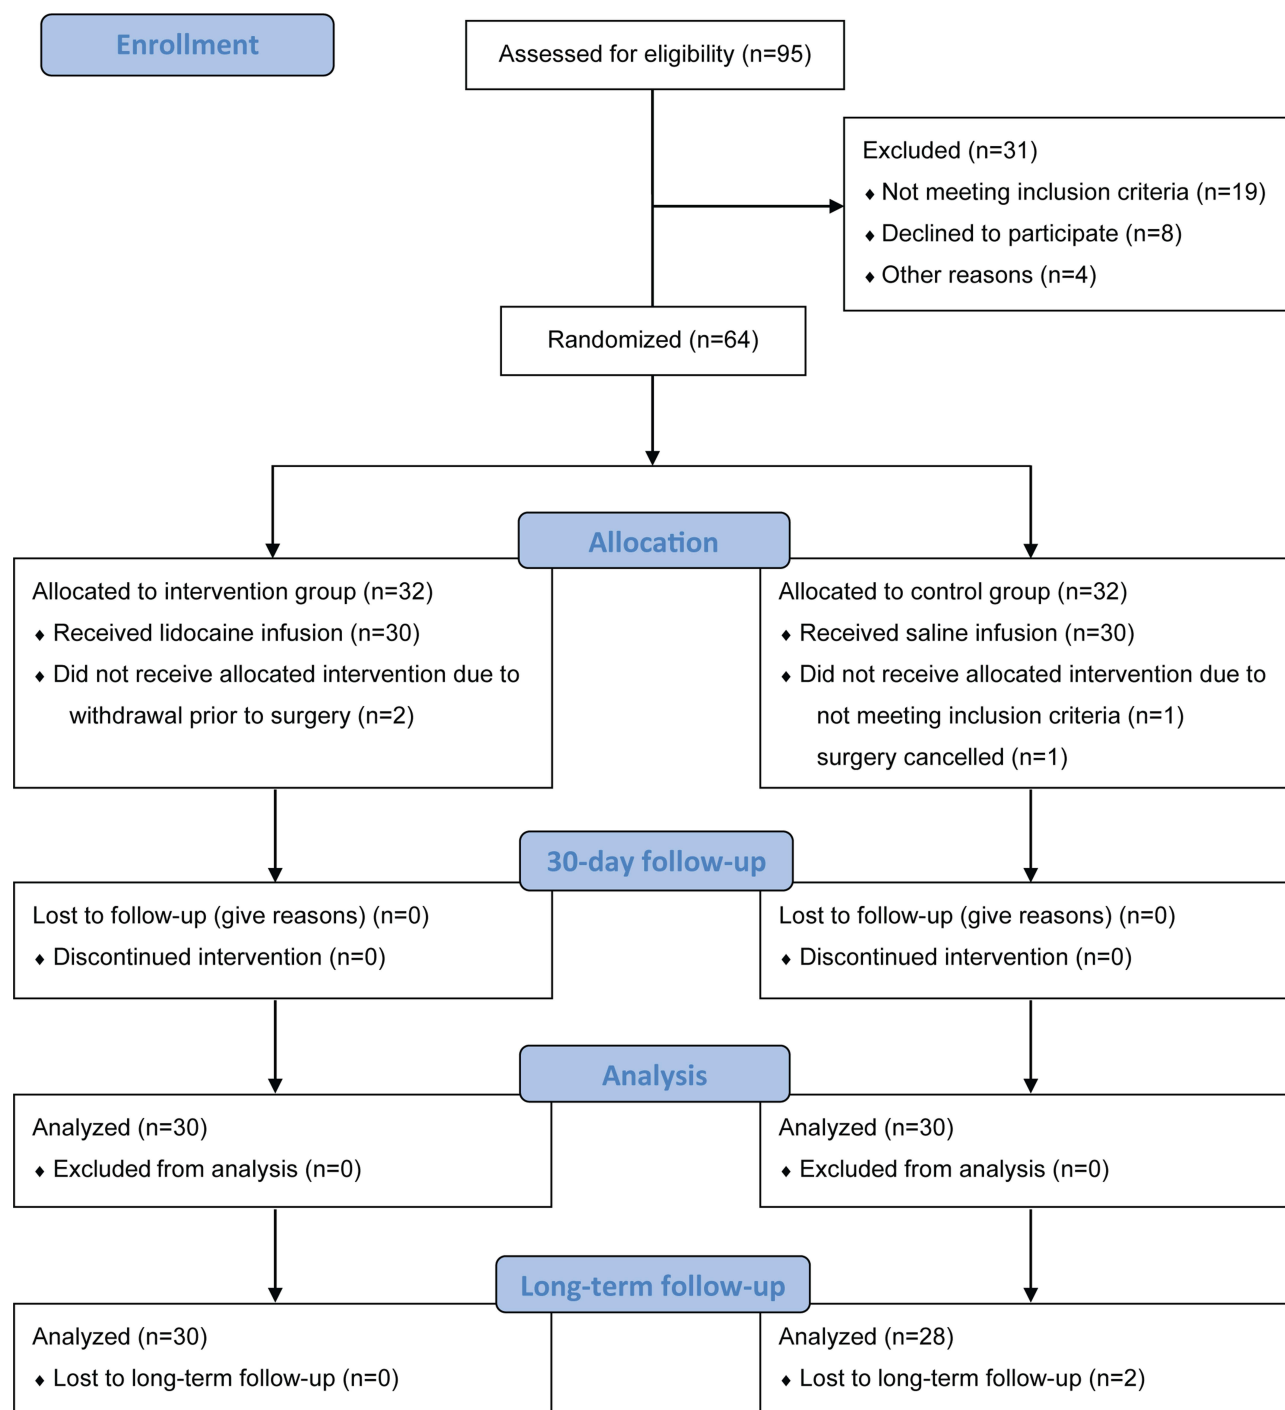 Enrollment
Assessed for eligibility (n=95)
Excluded (n=31)
♦ Not meeting inclusion criteria (n=19)
♦ Declined to participate (n=8)
♦ Other reasons (n=4)
Randomized (n=64)
Allocation
Allocated to intervention group (n=32)
♦ Received lidocaine infusion (n=30)
♦ Did not receive allocated intervention due to
withdrawal prior to surgery (n=2)
Allocated to control group (n=32)
♦ Received saline infusion (n=30)
♦ Did not receive allocated intervention due to
not meeting inclusion criteria (n=1)
surgery cancelled (n=1)
30-day follow-up
Lost to follow-up (give reasons) (n=0)
♦ Discontinued intervention (n=0)
Lost to follow-up (give reasons) (n=0)
♦ Discontinued intervention (n=0)
Analysis
Analyzed (n=30)
♦ Excluded from analysis (n=0)
Analyzed (n=30)
♦ Excluded from analysis (n=0)
Long-term follow-up
Analyzed (n=30)
♦ Lost to long-term follow-up (n=0)
Analyzed (n=28)
♦ Lost to long-term follow-up (n=2)